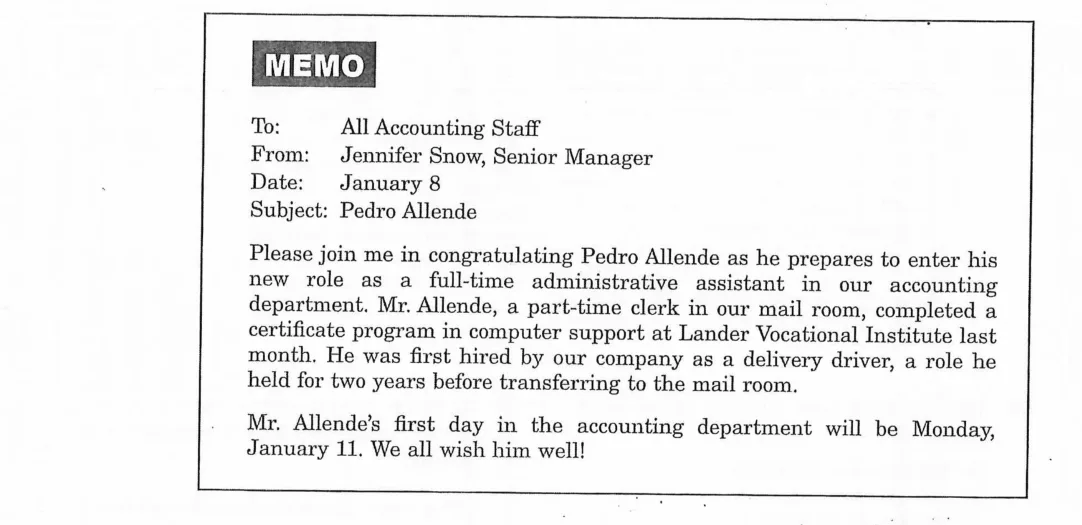 MEMO
To: All Accounting Staff
From: Jennifer Snow, Senior Manager
Date: January 8
Subject: Pedro Allende
Please join me in congratulating Pedro Allende as he prepares to enter his
new role as a full-time administrative assistant in our accounting
department. Mr. Allende, a part-time clerk in our mail room, completed a
certificate program in computer support at Lander Vocational Institute last
month. He was first hired by our company as a delivery driver, a role he
held for two years before transferring to the mail room.
Mr. Allende's first day in the accounting department will be Monday,
January 11. We all wish him well!